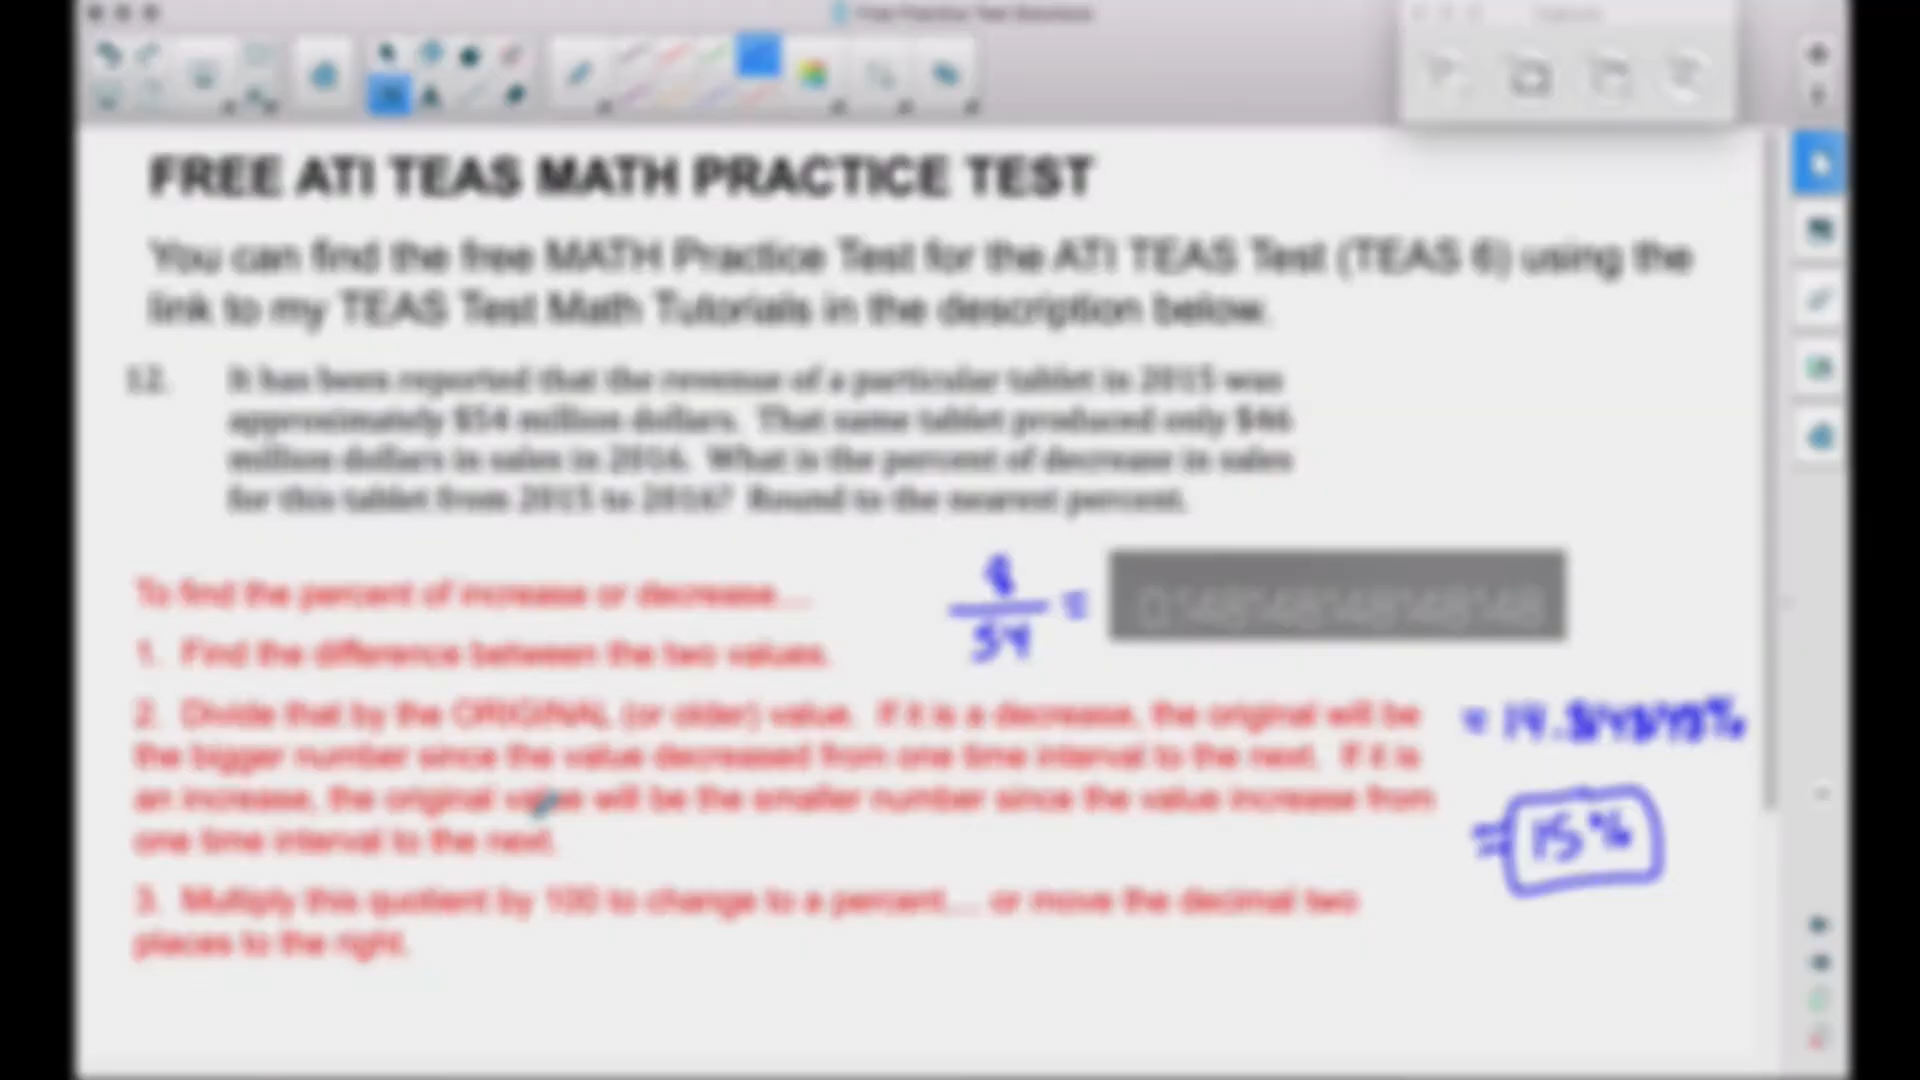 Free Practice Test Solutions
FREE ATI TEAS MATH PRACTICE TEST
You can find the free MATH Practice Test for the ATI TEAS Test (TEAS 6) using the
link to my TEAS Test Math Tutorials in the description below.
12. It has been reported that the revenue of a particular tablet in 2015 was
approximately $54 million dollars. That same tablet produced only $46
million dollars in sales in 2016. What is the percent of decrease in sales
for this tablet from 2015 to 2016? Round to the nearest percent.
To find the percent of increase or decrease....
8
54
=
1. Find the difference between the two values.
2. Divide that by the ORIGINAL (or older) value. If it is a decrease, the original will be
the bigger number since the value decreased from one time interval to the next. If it is
an increase, the original value will be the smaller number since the value increase from
one time interval to the next.
≈ 15%
3. Multiply this quotient by 100 to change to a percent.... or move the decimal two
places to the right.